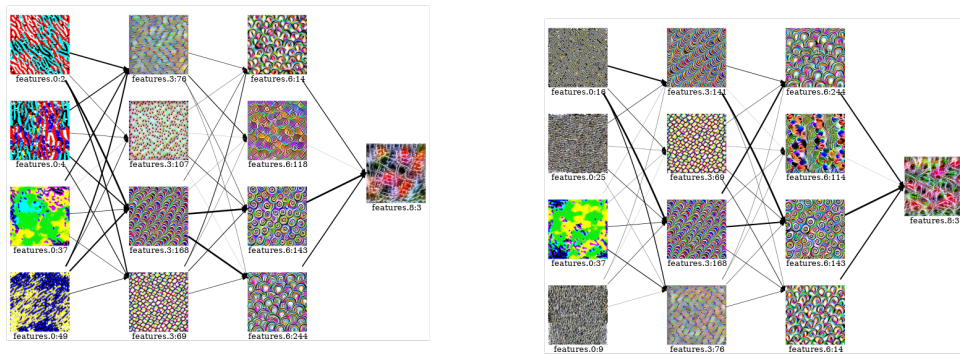 features.0:2
features.3:76
features.6:14
features.0:4
features.3:107
features.6:118
features.8:3
features.0:37
features.3:168
features.6:143
features.0:49
features.3:69
features.6:244
features.0:16
features.3:141
features.6:244
features.0:25
features.3:69
features.6:114
features.8:3
features.0:37
features.3:168
features.6:143
features.0:9
features.3:76
features.6:14